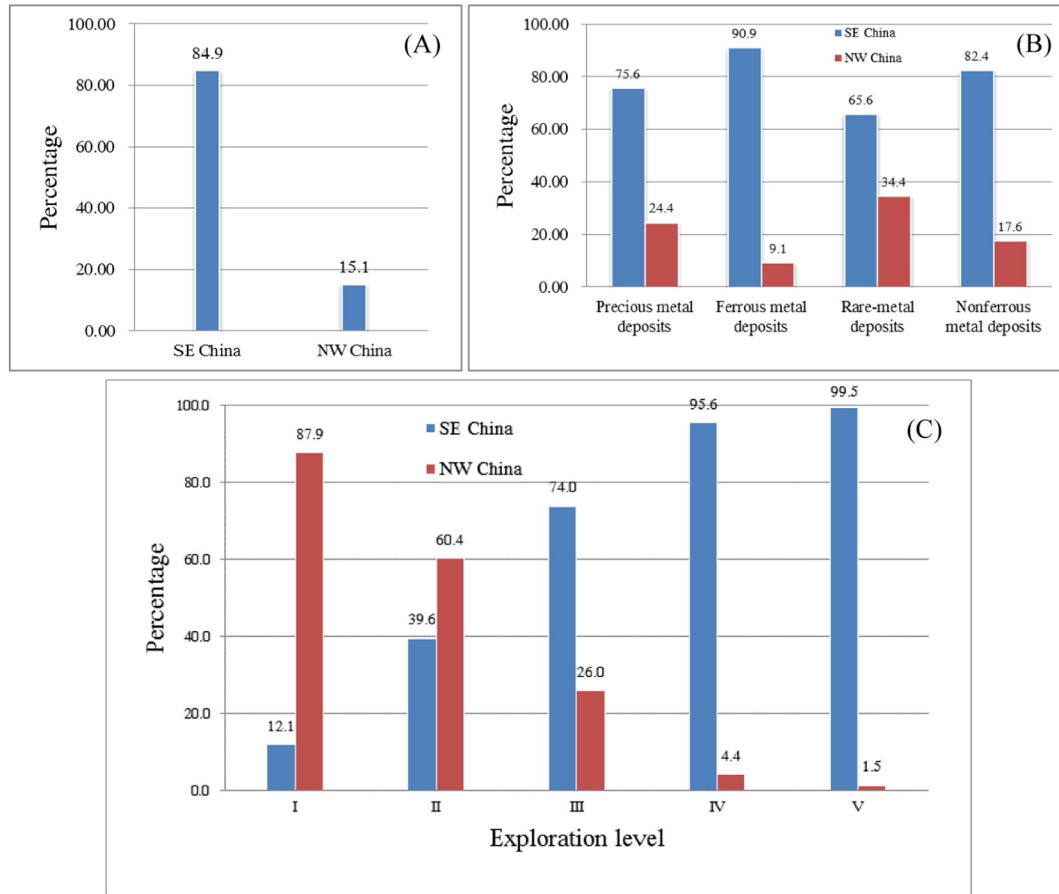 (A)
Percentage
100.00
80.00
60.00
40.00
20.00
0.00
84.9
15.1
SE China
NW China
(B)
SE China
NW China
Percentage
100.00
80.00
60.00
40.00
20.00
0.00
75.6
24.4
90.9
9.1
65.6
34.4
82.4
17.6
Precious metal
deposits
Ferrous metal
deposits
Rare-metal
deposits
Nonferrous
metal deposits
(C)
SE China
NW China
Percentage
100.0
80.0
60.0
40.0
20.0
0.0
12.1
87.9
39.6
60.4
74.0
26.0
95.6
4.4
99.5
1.5
I
II
III
IV
V
Exploration level